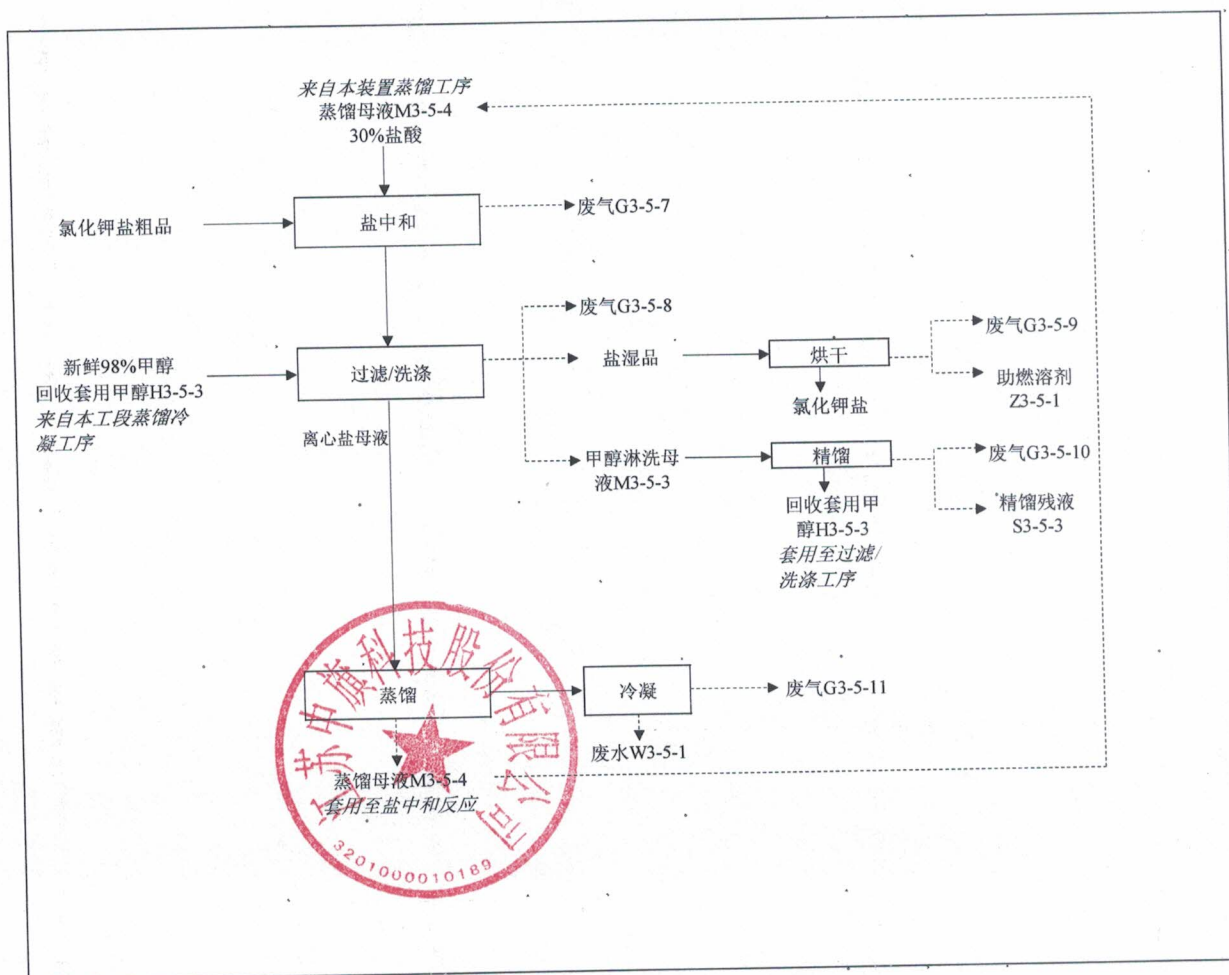 来自本装置蒸馏工序
蒸馏母液M3-5-4
30%盐酸
氯化钾盐粗品
盐中和
废气G3-5-7
废气G3-5-8
新鲜98%甲醇
回收套用甲醇H3-5-3
来自本工段蒸馏冷
凝工序
过滤/洗涤
盐湿品
烘干
废气G3-5-9
助燃溶剂
Z3-5-1
氯化钾盐
离心盐母液
甲醇淋洗母
液M3-5-3
精馏
废气G3-5-10
精馏残液
S3-5-3
回收套用甲
醇H3-5-3
套用至过滤/
洗涤工序
蒸馏
冷凝
废气G3-5-11
废水W3-5-1
蒸馏母液M3-5-4
套用至盐中和反应
江苏中旗科技股份有限公司
3201000010189